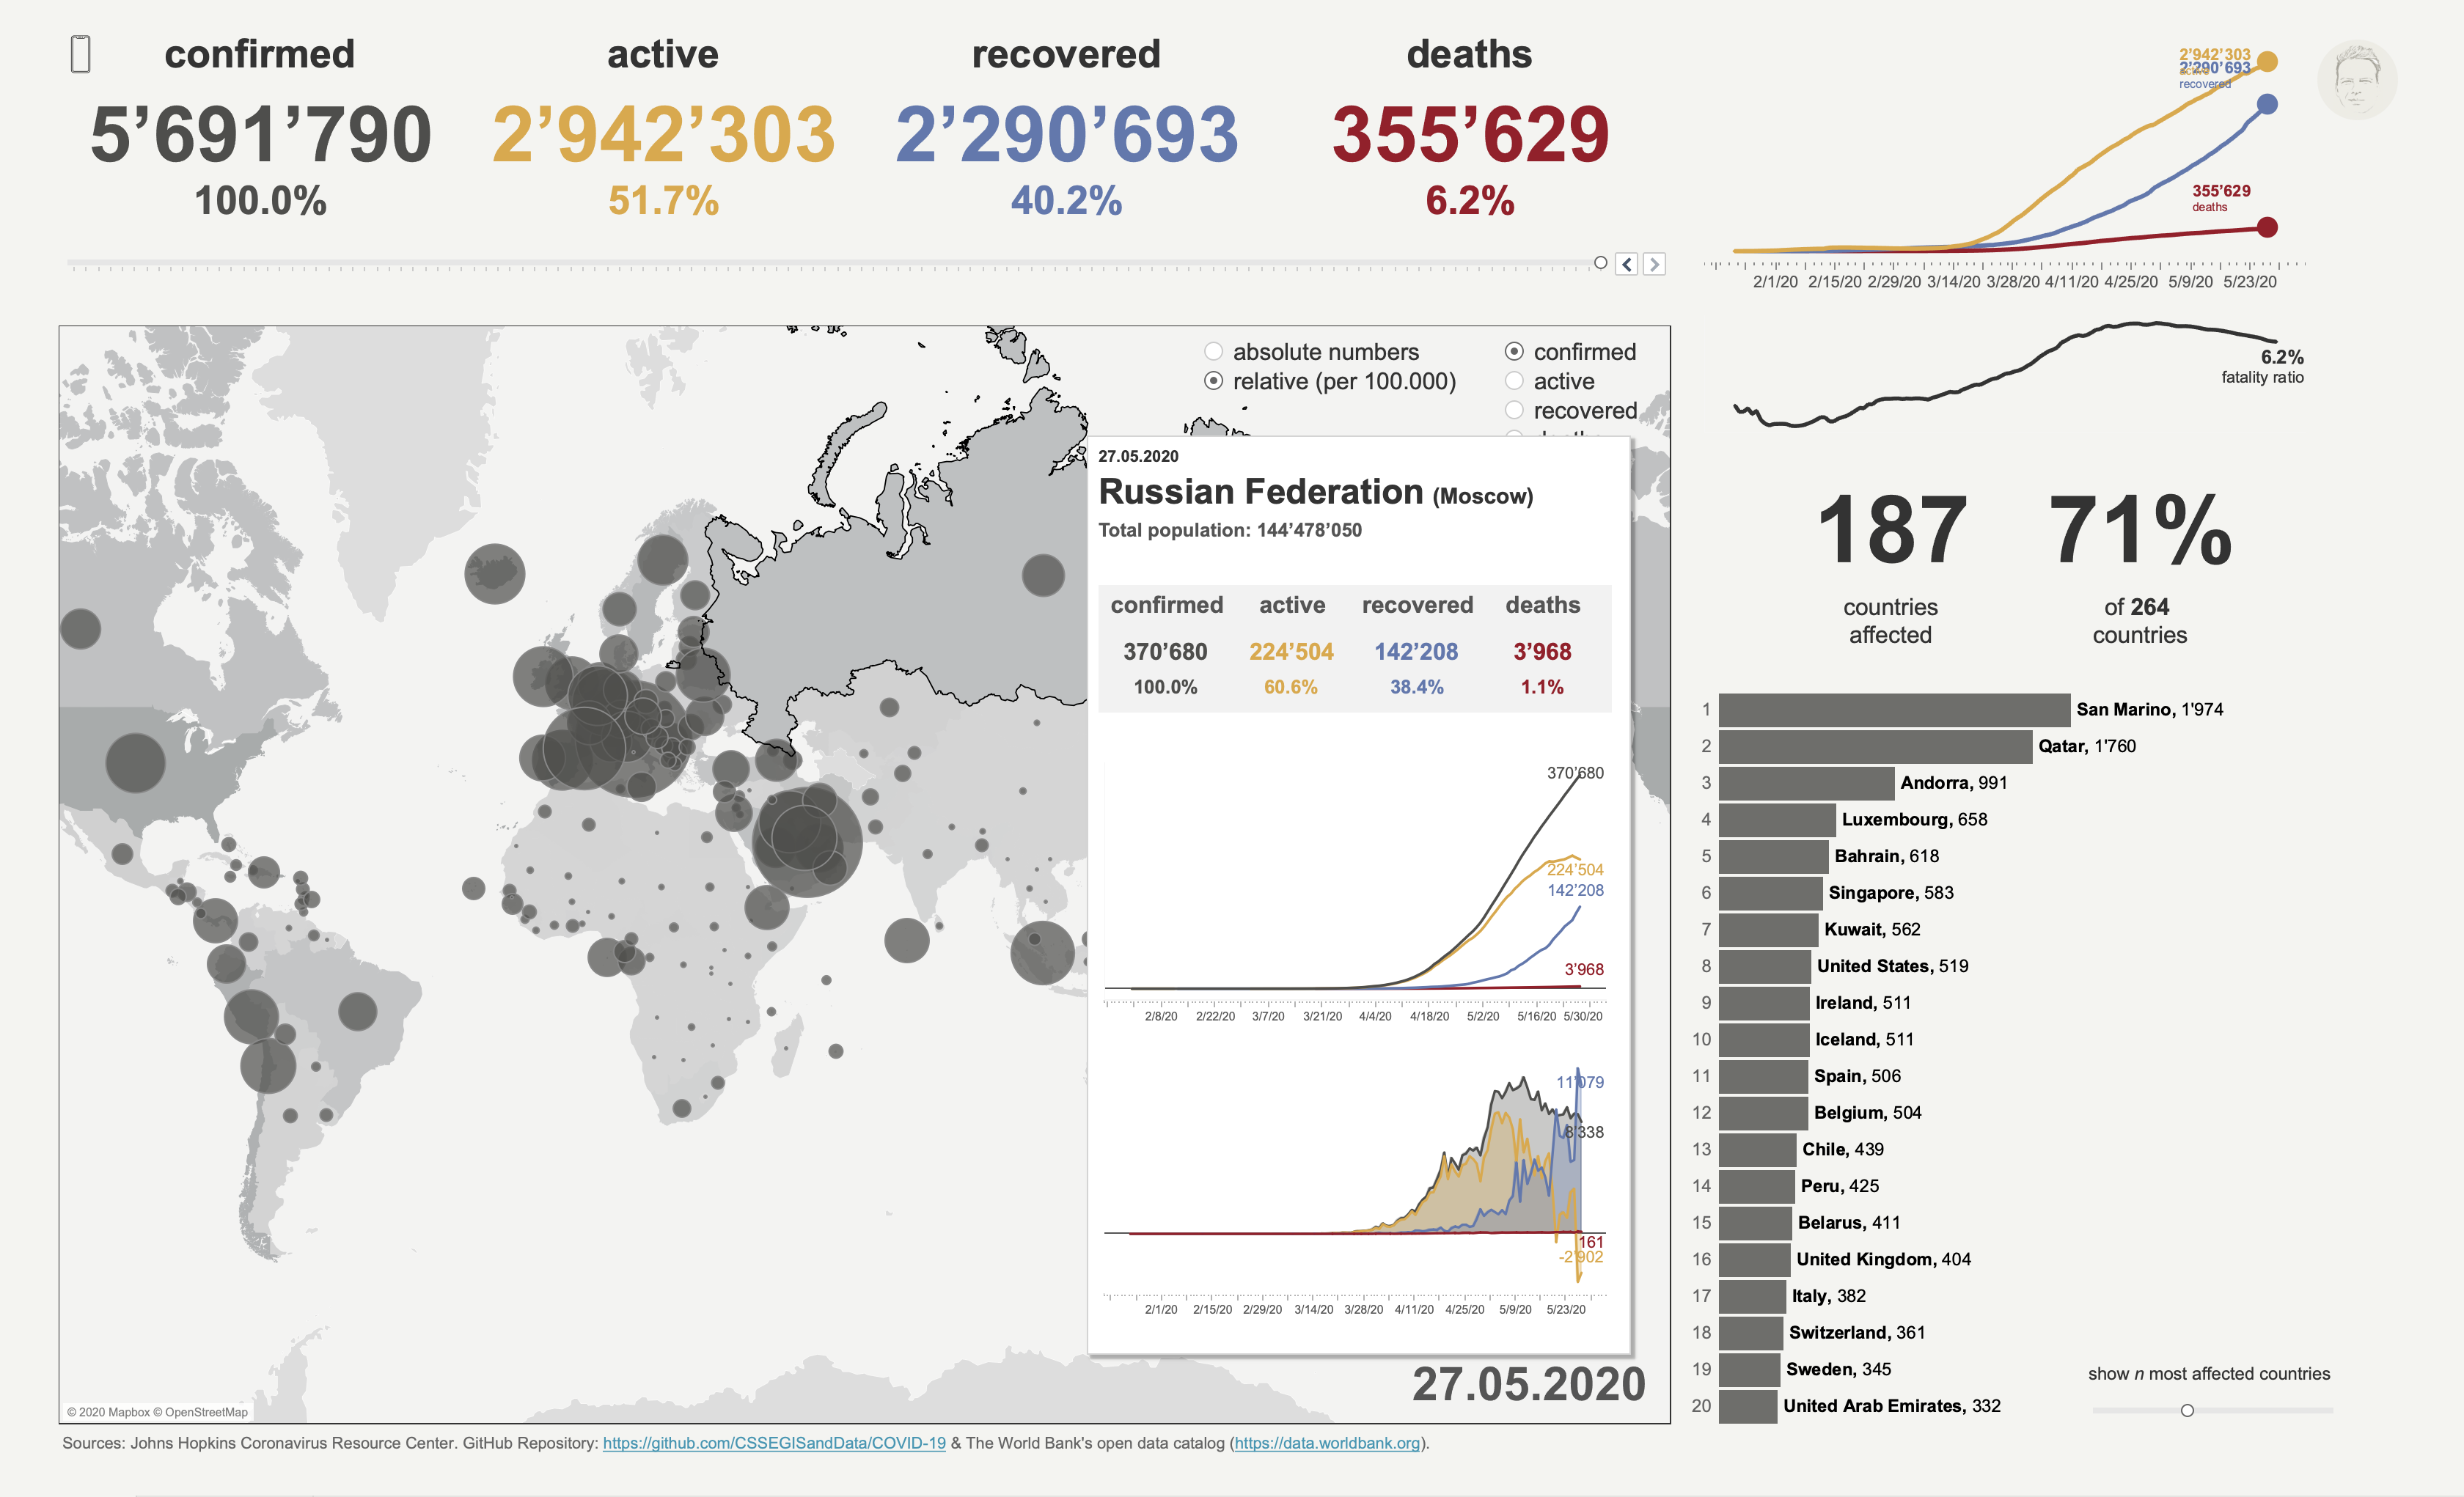 confirmed
5’691’790
100.0%
active
2’942’303
51.7%
recovered
2’290’693
40.2%
deaths
355’629
6.2%
2’942’303
2’290’693
recovered
355’629
deaths
2/1/20 2/15/20 2/29/20 3/14/20 3/28/20 4/11/20 4/25/20 5/9/20 5/23/20
6.2%
fatality ratio
absolute numbers
relative (per 100.000)
confirmed
active
recovered
27.05.2020
Russian Federation (Moscow)
Total population: 144’478’050
confirmed active recovered deaths
370’680 224’504 142’208 3’968
100.0% 60.6% 38.4% 1.1%
370’680
224’504
142’208
3’968
2/8/20 2/22/20 3/7/20 3/21/20 4/4/20 4/18/20 5/2/20 5/16/20 5/30/20
11’079
8’338
161
-2’902
2/1/20 2/15/20 2/29/20 3/14/20 3/28/20 4/11/20 4/25/20 5/9/20 5/23/20
27.05.2020
© 2020 Mapbox © OpenStreetMap
187
countries
affected
71%
of 264
countries
1 San Marino, 1'974
2 Qatar, 1'760
3 Andorra, 991
4 Luxembourg, 658
5 Bahrain, 618
6 Singapore, 583
7 Kuwait, 562
8 United States, 519
9 Ireland, 511
10 Iceland, 511
11 Spain, 506
12 Belgium, 504
13 Chile, 439
14 Peru, 425
15 Belarus, 411
16 United Kingdom, 404
17 Italy, 382
18 Switzerland, 361
19 Sweden, 345
20 United Arab Emirates, 332
show n most affected countries
Sources: Johns Hopkins Coronavirus Resource Center. GitHub Repository: https://github.com/CSSEGISandData/COVID-19 & The World Bank's open data catalog (https://data.worldbank.org).